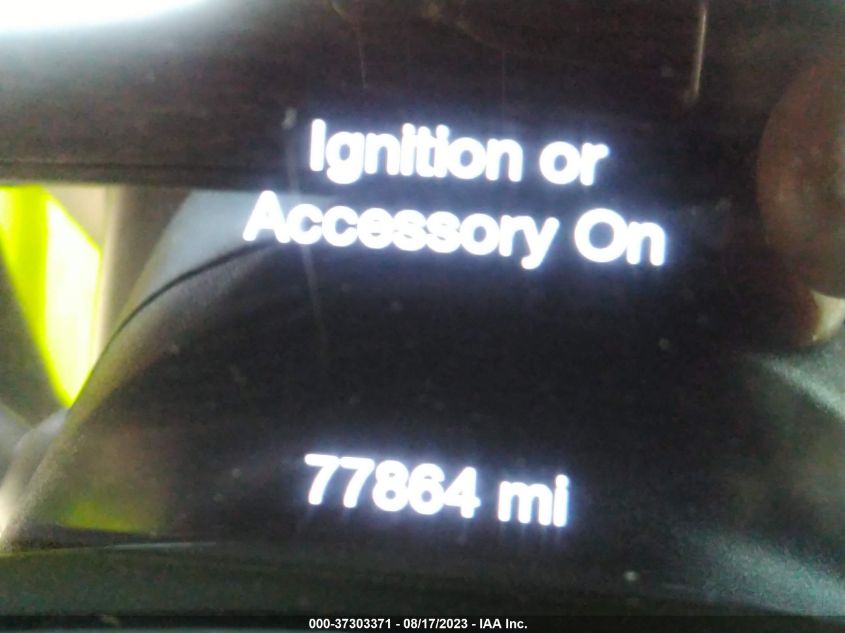 Ignition or
Accessory On
77864 mi
000-37303371 - 08/17/2023 - IAA Inc.